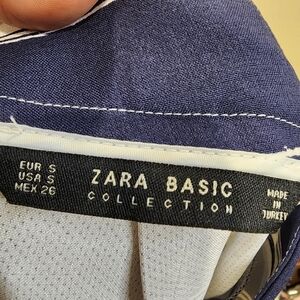 EUR S
USA S
MEX 26
ZARA BASIC
COLLECTION
MADE
IN
TURKEY